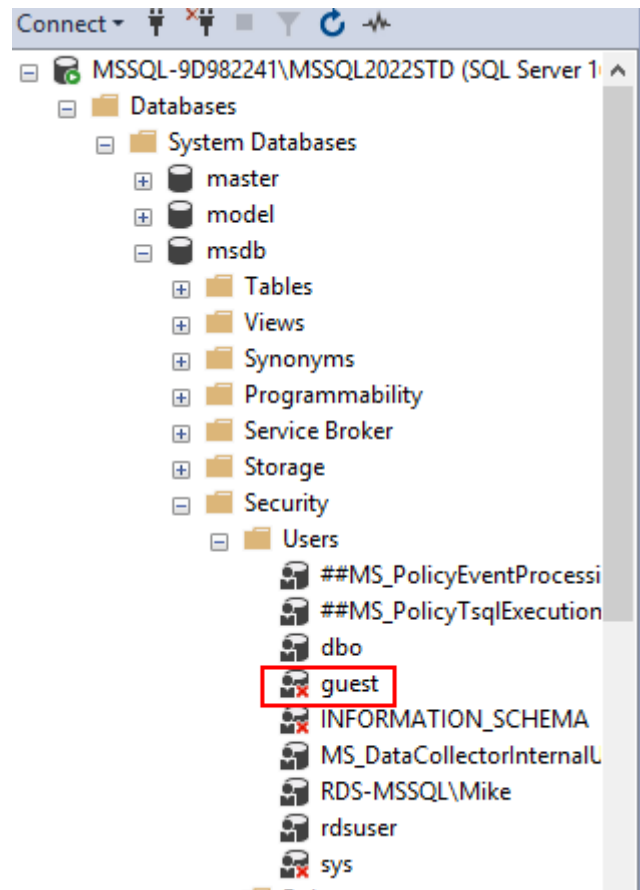 Connect
MSSQL-9D982241\MSSQL2022STD (SQL Server 1
Databases
System Databases
master
model
msdb
Tables
Views
Synonyms
Programmability
Service Broker
Storage
Security
Users
##MS_PolicyEventProcessi
##MS_PolicyTsqlExecution
dbo
guest
INFORMATION_SCHEMA
MS_DataCollectorInternalU
RDS-MSSQL\Mike
rdsuser
sys